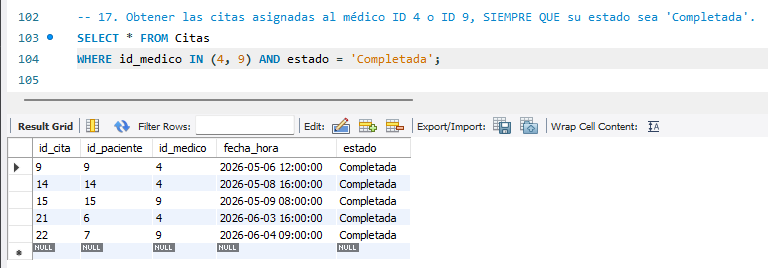 102 -- 17. Obtener las citas asignadas al médico ID 4 o ID 9, SIEMPRE QUE su estado sea 'Completada'.
103 SELECT * FROM Citas
104 WHERE id_medico IN (4, 9) AND estado = 'Completada';
105
Result Grid Filter Rows: Edit: Export/Import: Wrap Cell Content: IA
id_cita id_paciente id_medico fecha_hora estado
9 9 4 2026-05-06 12:00:00 Completada
14 14 4 2026-05-08 16:00:00 Completada
15 15 9 2026-05-09 08:00:00 Completada
21 6 4 2026-06-03 16:00:00 Completada
22 7 9 2026-06-04 09:00:00 Completada
NULL NULL NULL NULL NULL